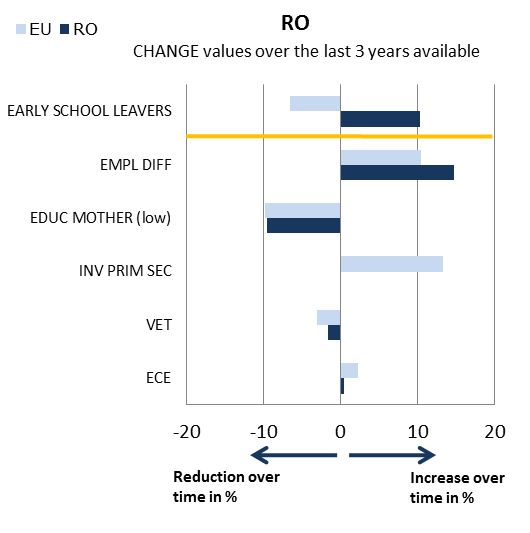 EU RO
RO
CHANGE values over the last 3 years available
EARLY SCHOOL LEAVERS
EMPL DIFF
EDUC MOTHER (low)
INV PRIM SEC
VET
ECE
-20 -10 0 10 20
Reduction over
time in %
Increase over
time in %